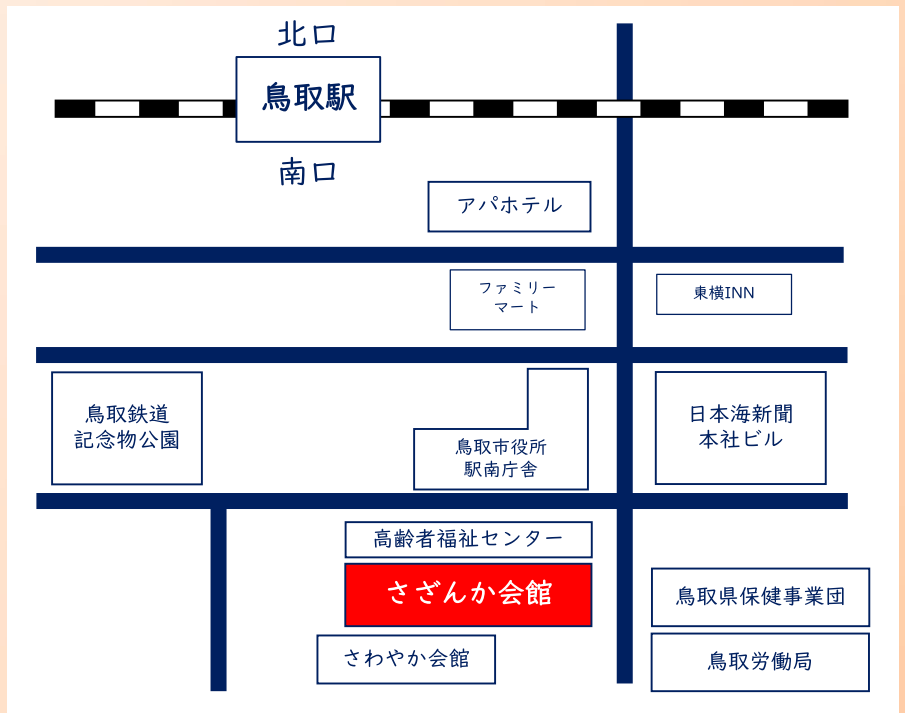 北口
鳥取駅
南口
アパホテル
ファミリー
マート
東横INN
鳥取鉄道
記念物公園
鳥取市役所
駅南庁舎
日本海新聞
本社ビル
高齢者福祉センター
さざんか会館
鳥取県保健事業団
さわやか会館
鳥取労働局